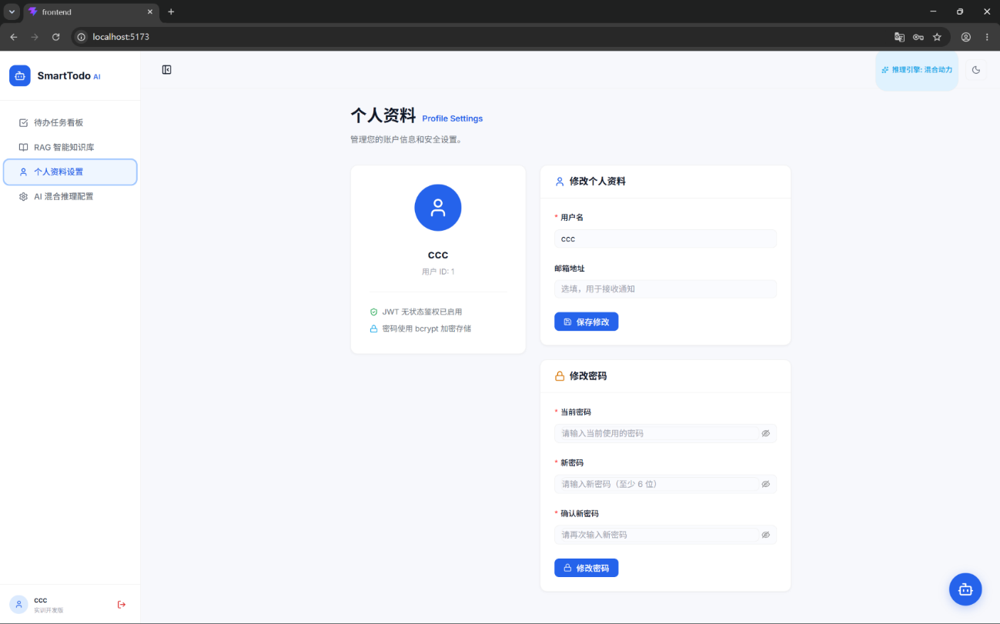 frontend
localhost:5173
SmartTodo AI
推理引擎: 混合动力
待办任务看板
RAG 智能知识库
个人资料设置
AI 混合推理配置
个人资料 Profile Settings
管理您的账户信息和安全设置。
ccc
用户 ID: 1
JWT 无状态鉴权已启用
密码使用 bcrypt 加密存储
修改个人资料
* 用户名
ccc
邮箱地址
选填，用于接收通知
保存修改
修改密码
* 当前密码
请输入当前使用的密码
* 新密码
请输入新密码（至少 6 位）
* 确认新密码
请再次输入新密码
修改密码
ccc
实训开发版